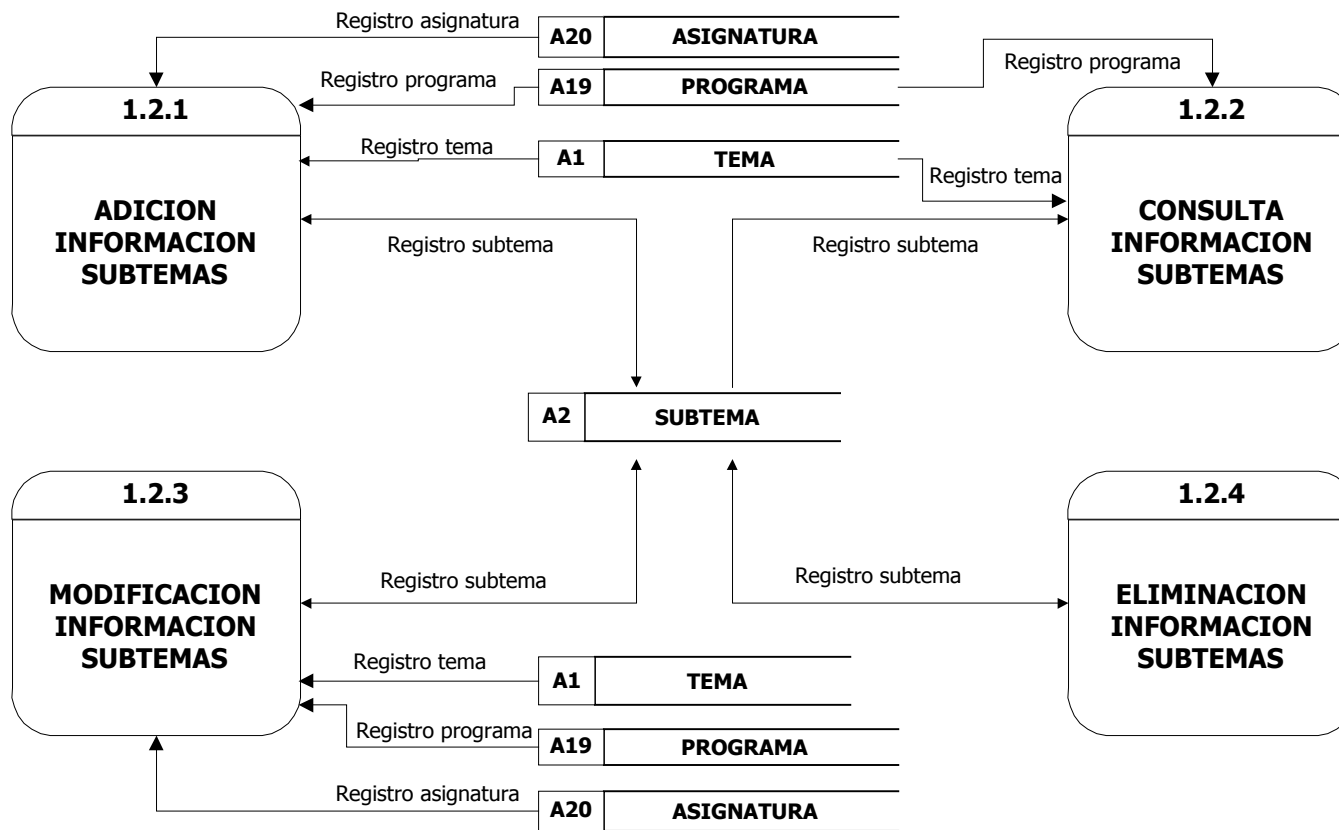 Registro asignatura
A20 ASIGNATURA
Registro programa
A19 PROGRAMA
Registro programa
1.2.1
1.2.2
Registro tema
A1 TEMA
Registro tema
ADICION
INFORMACION
SUBTEMAS
Registro subtema
Registro subtema
CONSULTA
INFORMACION
SUBTEMAS
A2 SUBTEMA
1.2.3
1.2.4
MODIFICACION
INFORMACION
SUBTEMAS
Registro subtema
Registro subtema
ELIMINACION
INFORMACION
SUBTEMAS
Registro tema
A1 TEMA
Registro programa
A19 PROGRAMA
Registro asignatura
A20 ASIGNATURA